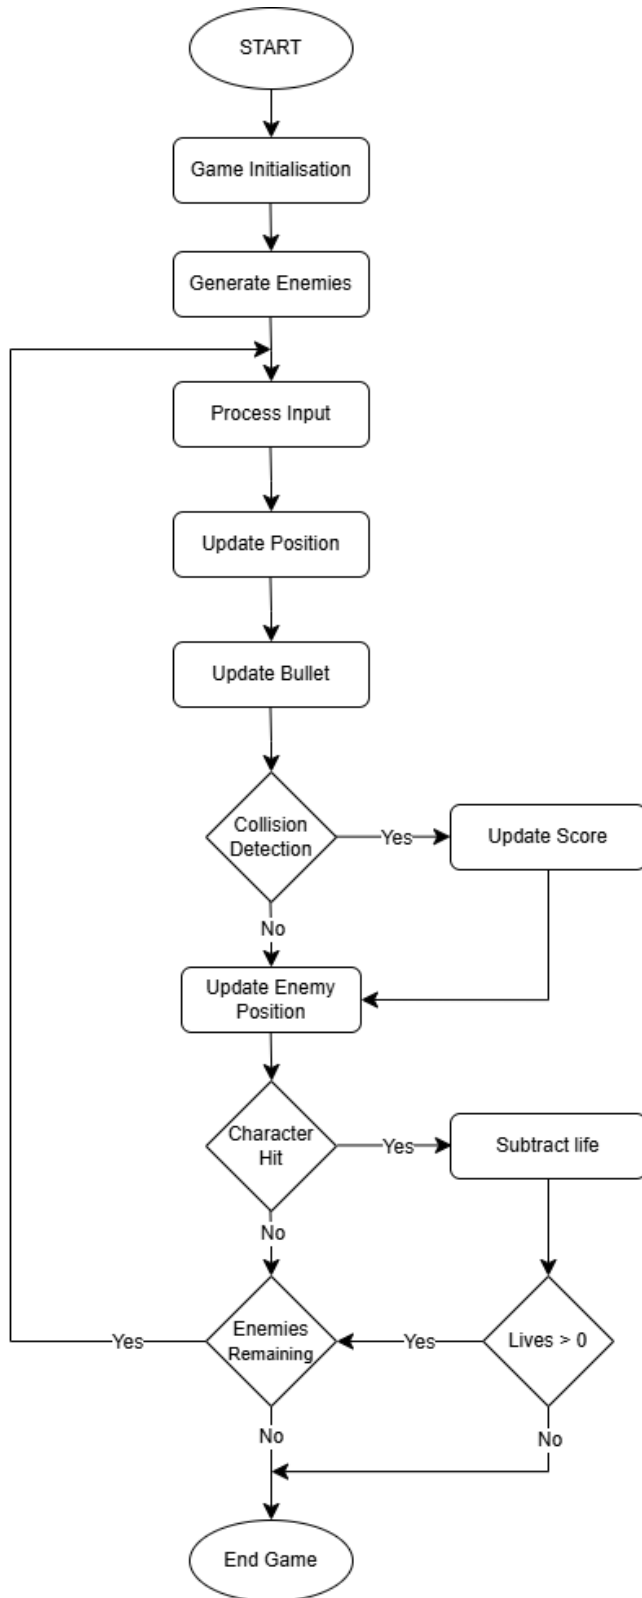 START
Game Initialisation
Generate Enemies
Process Input
Update Position
Update Bullet
Collision
Detection
Yes
Update Score
No
Update Enemy
Position
Character
Hit
Yes
Subtract life
No
Enemies
Remaining
Yes
Yes
Lives > 0
No
No
End Game